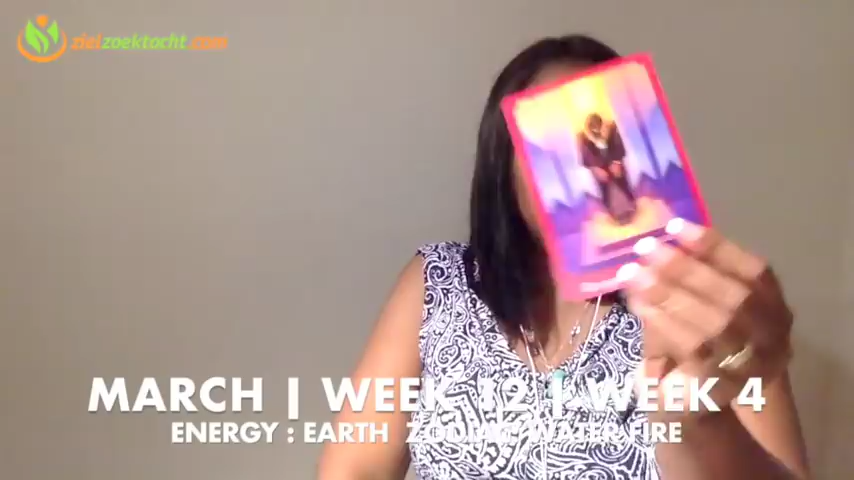 zielzoektocht.com
MARCH | WEEK 12 | WEEK 4
ENERGY : EARTH ZODIAC WATER FIRE